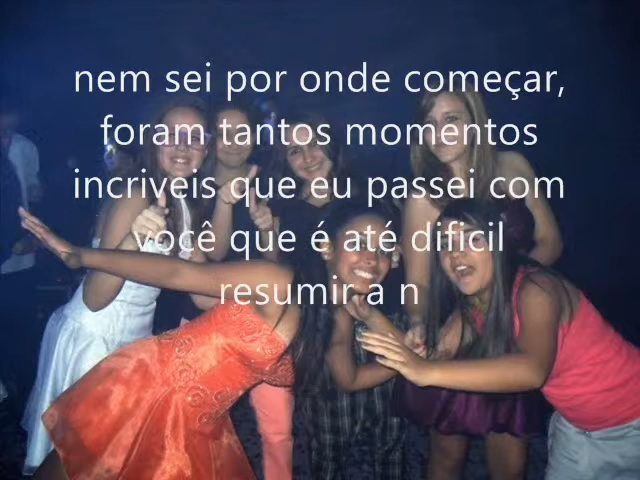 nem sei por onde começar,
foram tantos momentos
incriveis que eu passei com
você que é até dificil
resumir a n